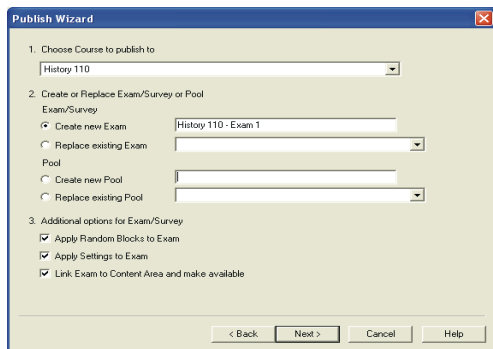 Publish Wizard
1. Choose Course to publish to
History 110
2. Create or Replace Exam/Survey or Pool
Exam/Survey
Create new Exam
History 110 - Exam 1
Replace existing Exam
Pool
Create new Pool
Replace existing Pool
3. Additional options for Exam/Survey
Apply Random Blocks to Exam
Apply Settings to Exam
Link Exam to Content Area and make available
< Back Next > Cancel Help